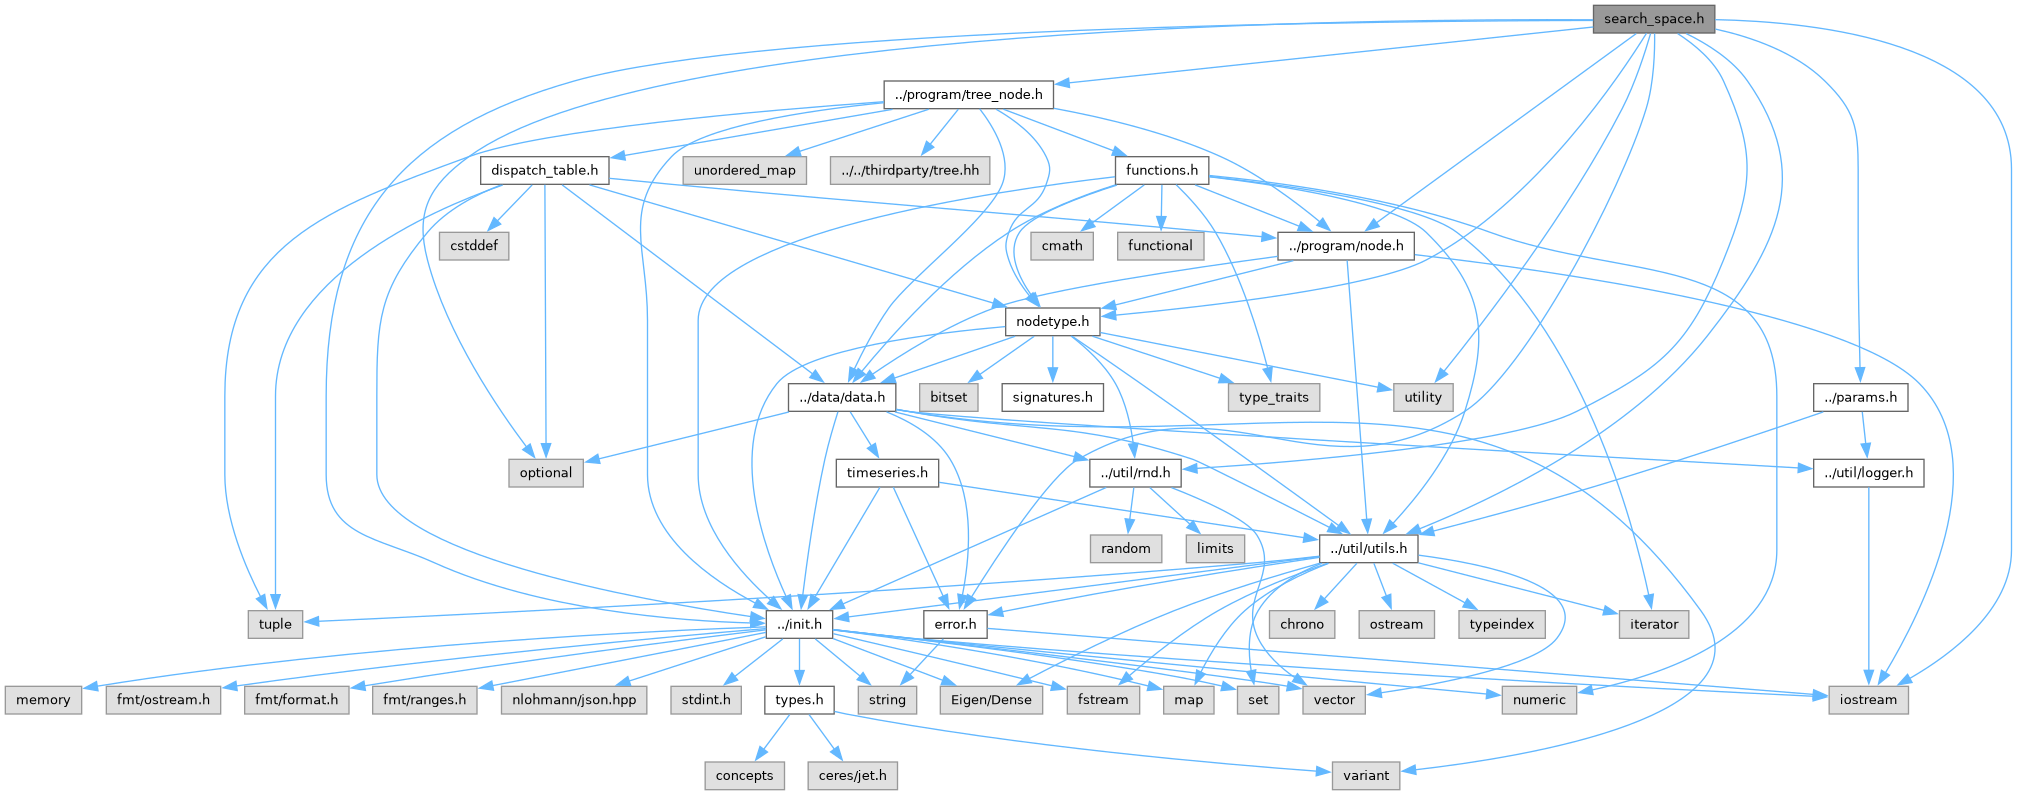 search_space.h
../program/tree_node.h
dispatch_table.h
unordered_map
../../thirdparty/tree.hh
functions.h
cstddef
cmath
functional
../program/node.h
nodetype.h
../data/data.h
bitset
signatures.h
type_traits
utility
../params.h
optional
timeseries.h
../util/rnd.h
../util/logger.h
random
limits
../util/utils.h
tuple
../init.h
error.h
chrono
ostream
typeindex
iterator
memory
fmt/ostream.h
fmt/format.h
fmt/ranges.h
nlohmann/json.hpp
stdint.h
types.h
string
Eigen/Dense
fstream
map
set
vector
numeric
iostream
concepts
ceres/jet.h
variant